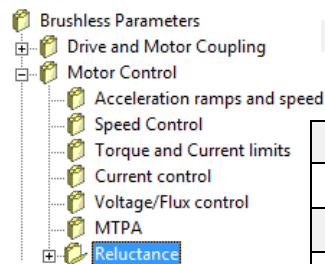 Brushless Parameters
Drive and Motor Coupling
Motor Control
Acceleration ramps and speed
Speed Control
Torque and Current limits
Current control
Voltage/Flux control
MTPA
Reluctance